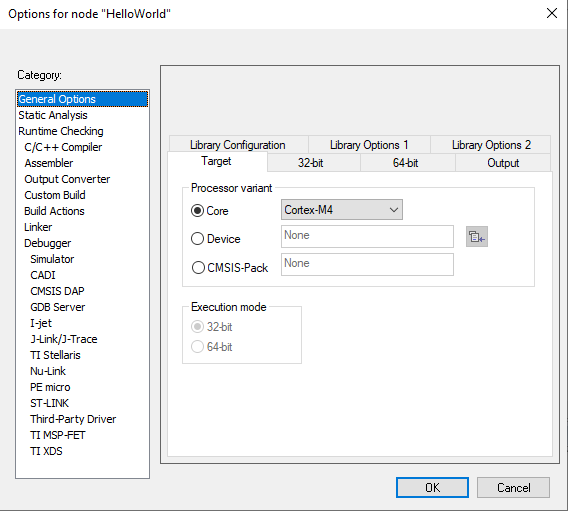 Options for node "HelloWorld"
Category:
General Options
Static Analysis
Runtime Checking
C/C++ Compiler
Assembler
Output Converter
Custom Build
Build Actions
Linker
Debugger
Simulator
CADI
CMSIS DAP
GDB Server
I-jet
J-Link/J-Trace
TI Stellaris
Nu-Link
PE micro
ST-LINK
Third-Party Driver
TI MSP-FET
TI XDS
Library Configuration Library Options 1 Library Options 2
Target 32-bit 64-bit Output
Processor variant
Core Cortex-M4
Device None
CMSIS-Pack None
Execution mode
32-bit
64-bit
OK Cancel